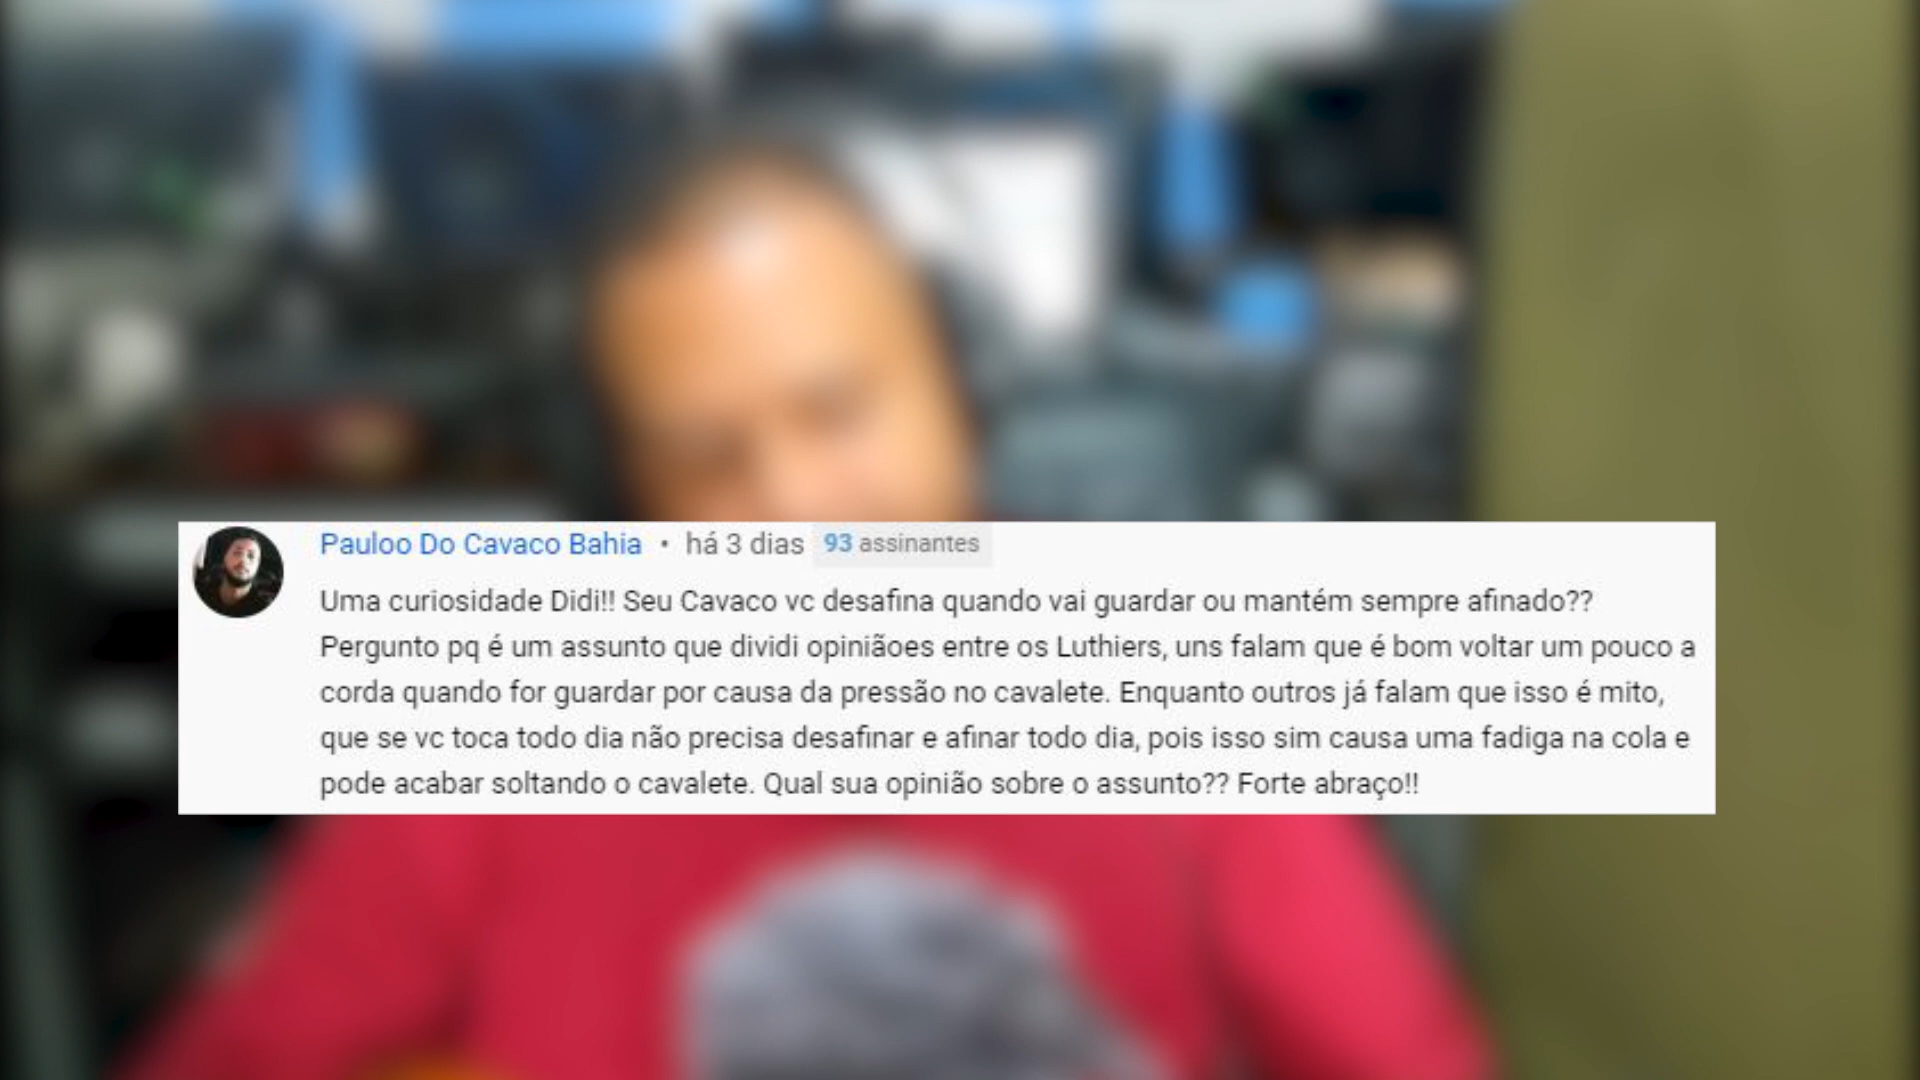 Pauloo Do Cavaco Bahia • há 3 dias 93 assinantes
Uma curiosidade Didi!! Seu Cavaco vc desafina quando vai guardar ou mantém sempre afinado??
Pergunto pq é um assunto que dividi opiniãoes entre os Luthiers, uns falam que é bom voltar um pouco a
corda quando for guardar por causa da pressão no cavalete. Enquanto outros já falam que isso é mito,
que se vc toca todo dia não precisa desafinar e afinar todo dia, pois isso sim causa uma fadiga na cola e
pode acabar soltando o cavalete. Qual sua opinião sobre o assunto?? Forte abraço!!